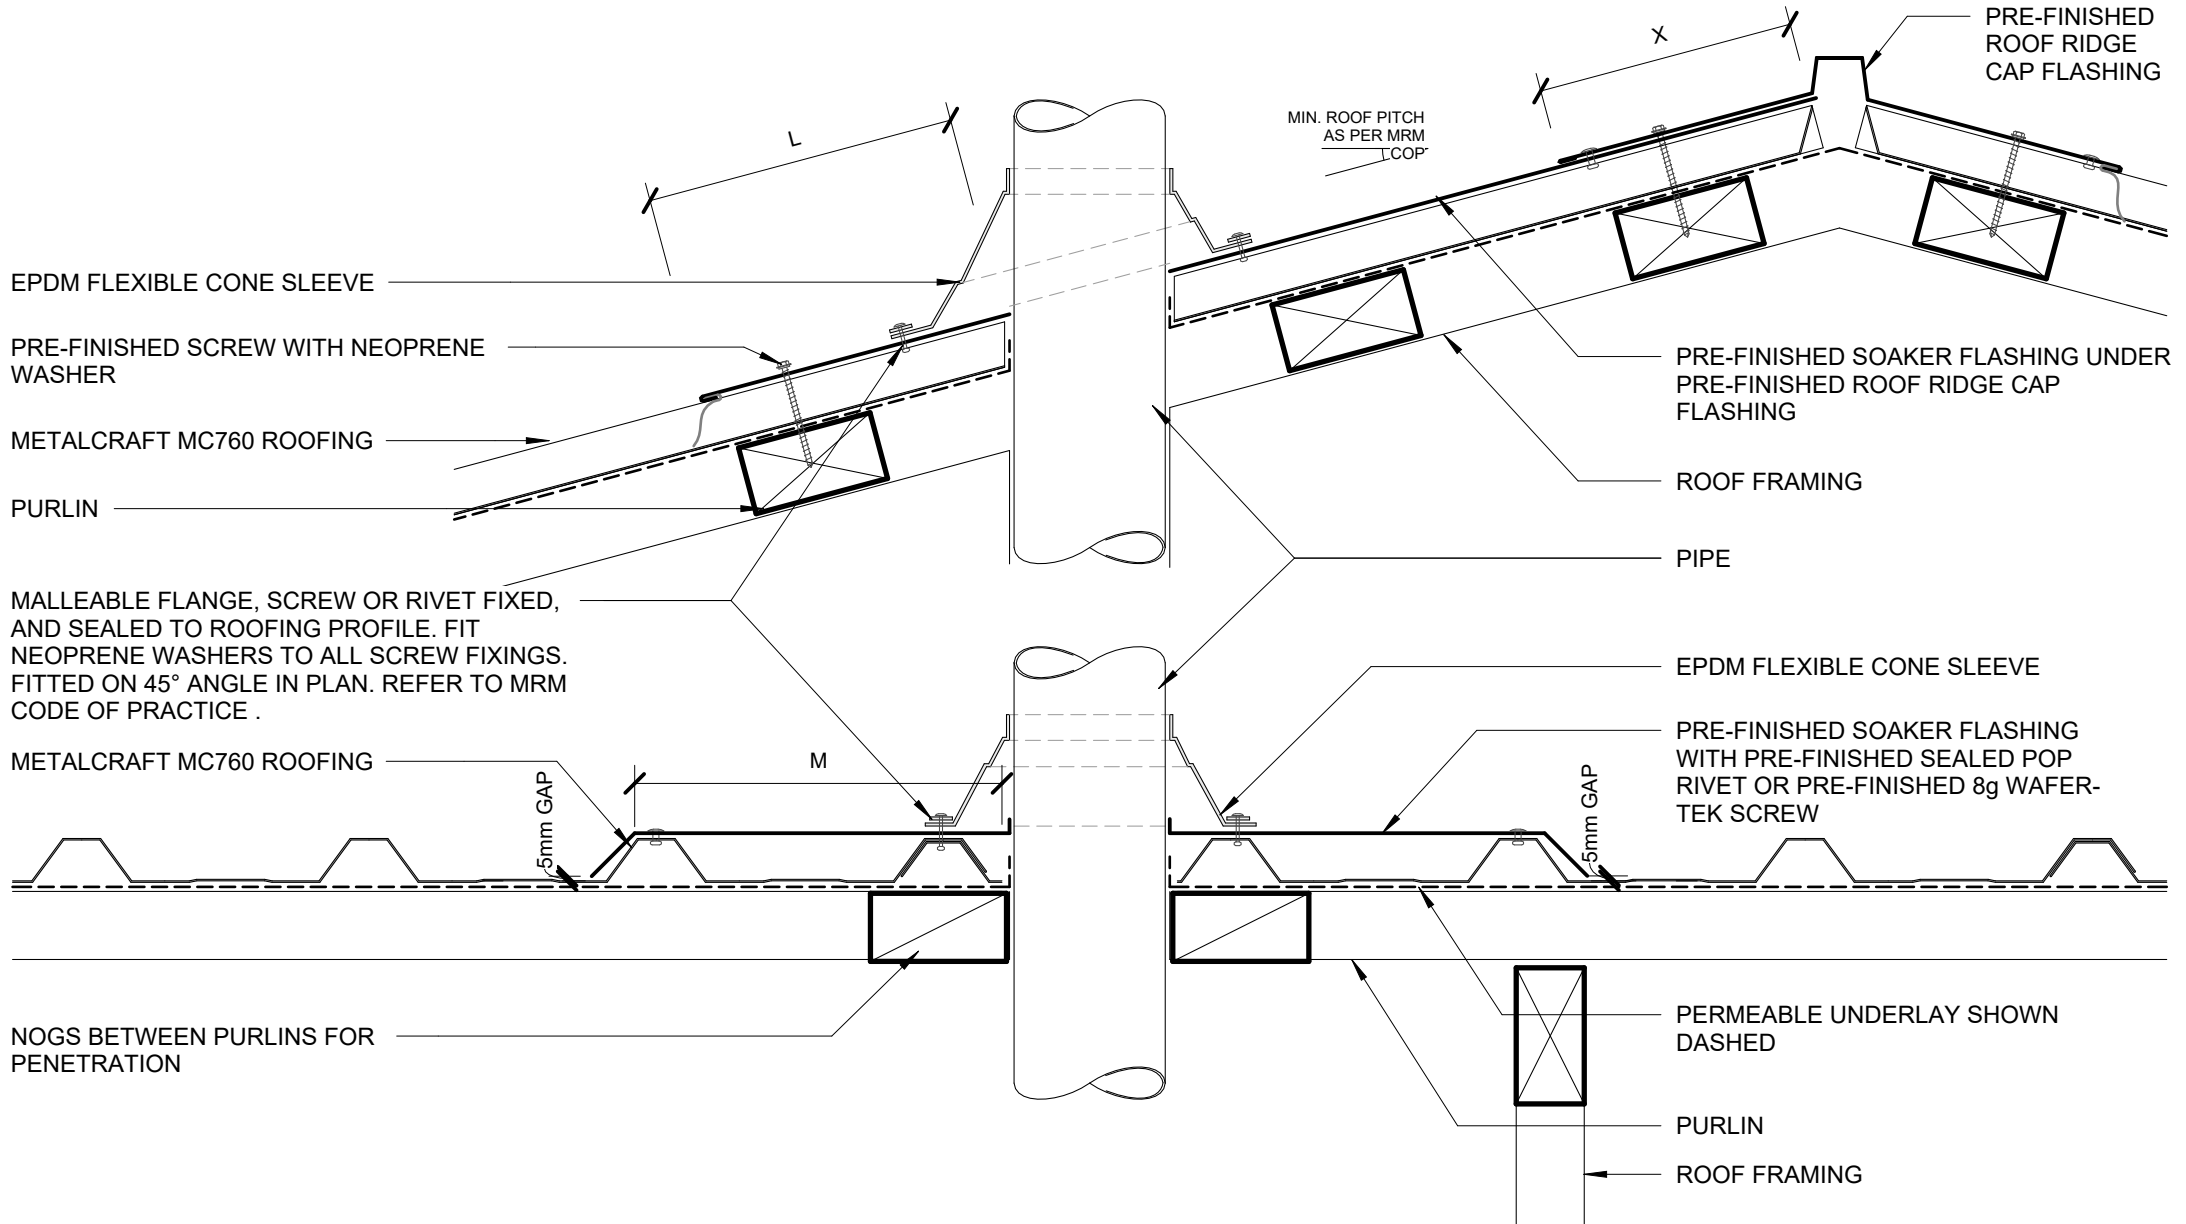 PRE-FINISHED
ROOF RIDGE
CAP FLASHING
X
L
MIN. ROOF PITCH
AS PER MRM
COP
EPDM FLEXIBLE CONE SLEEVE
PRE-FINISHED SCREW WITH NEOPRENE
WASHER
METALCRAFT MC760 ROOFING
PURLIN
PRE-FINISHED SOAKER FLASHING UNDER
PRE-FINISHED ROOF RIDGE CAP
FLASHING
ROOF FRAMING
PIPE
MALLEABLE FLANGE, SCREW OR RIVET FIXED,
AND SEALED TO ROOFING PROFILE. FIT
NEOPRENE WASHERS TO ALL SCREW FIXINGS.
FITTED ON 45° ANGLE IN PLAN. REFER TO MRM
CODE OF PRACTICE .
METALCRAFT MC760 ROOFING
M
5mm GAP
EPDM FLEXIBLE CONE SLEEVE
PRE-FINISHED SOAKER FLASHING
WITH PRE-FINISHED SEALED POP
RIVET OR PRE-FINISHED 8g WAFER-
TEK SCREW
5mm GAP
NOGS BETWEEN PURLINS FOR
PENETRATION
PERMEABLE UNDERLAY SHOWN
DASHED
PURLIN
ROOF FRAMING